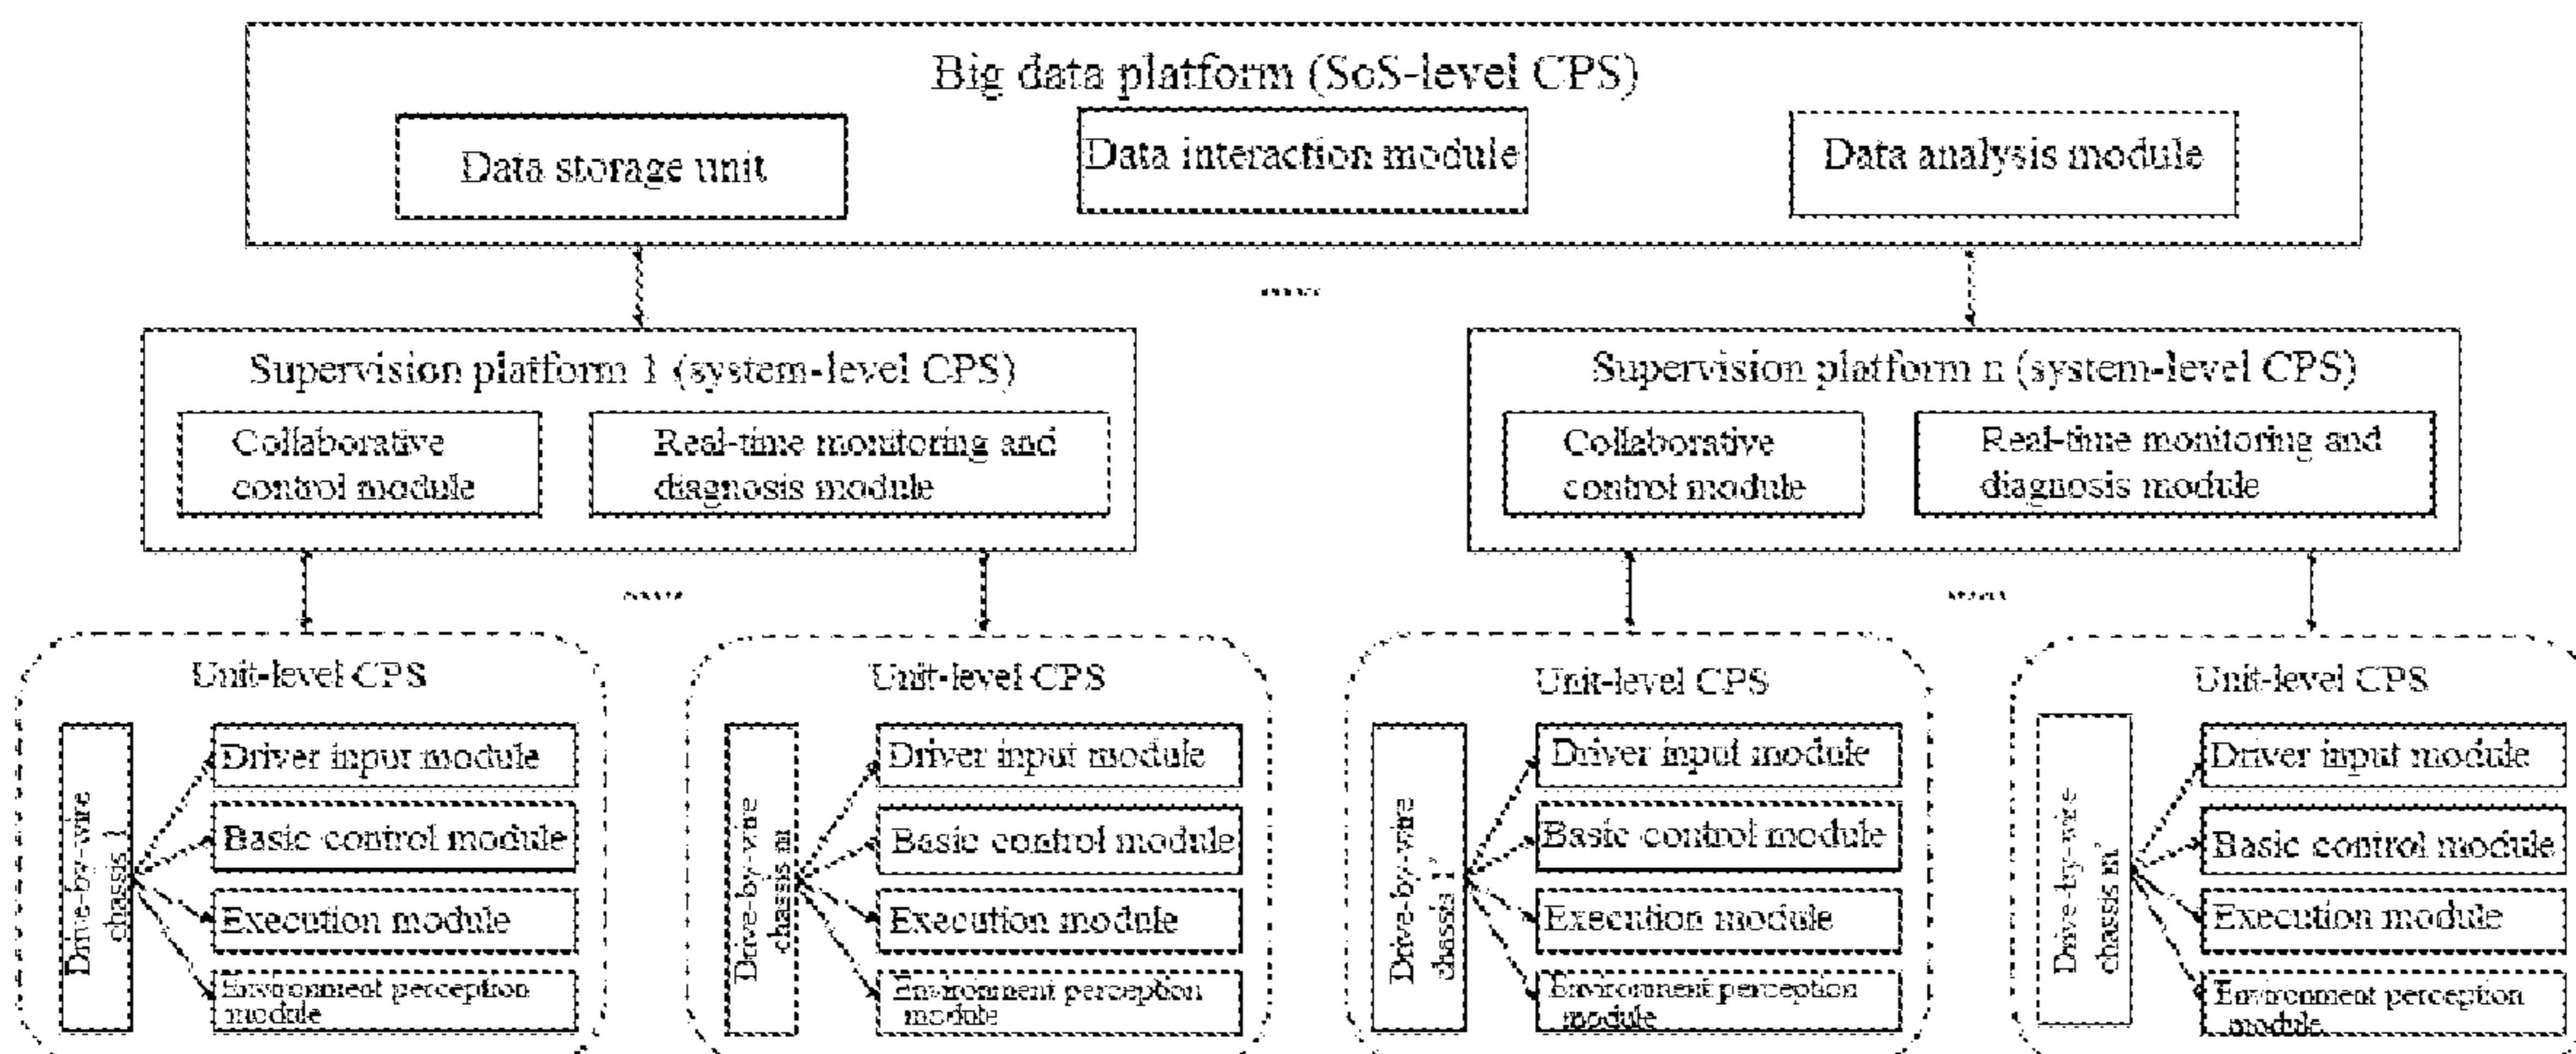 Big data platform (SoS-level CPS)
Data storage unit
Data interaction module
Data analysis module
......
Supervision platform 1 (system-level CPS)
Collaborative
control module
Real-time monitoring and
diagnosis module
Supervision platform n (system-level CPS)
Collaborative
control module
Real-time monitoring and
diagnosis module
......
......
Unit-level CPS
Drive-by-wire
chassis 1
Driver input module
Basic control module
Execution module
Environment perception
module
Unit-level CPS
Drive-by-wire
chassis m
Driver input module
Basic control module
Execution module
Environment perception
module
Unit-level CPS
Drive-by-wire
chassis 1'
Driver input module
Basic control module
Execution module
Environment perception
module
Unit-level CPS
Drive-by-wire
chassis m'
Driver input module
Basic control module
Execution module
Environment perception
module